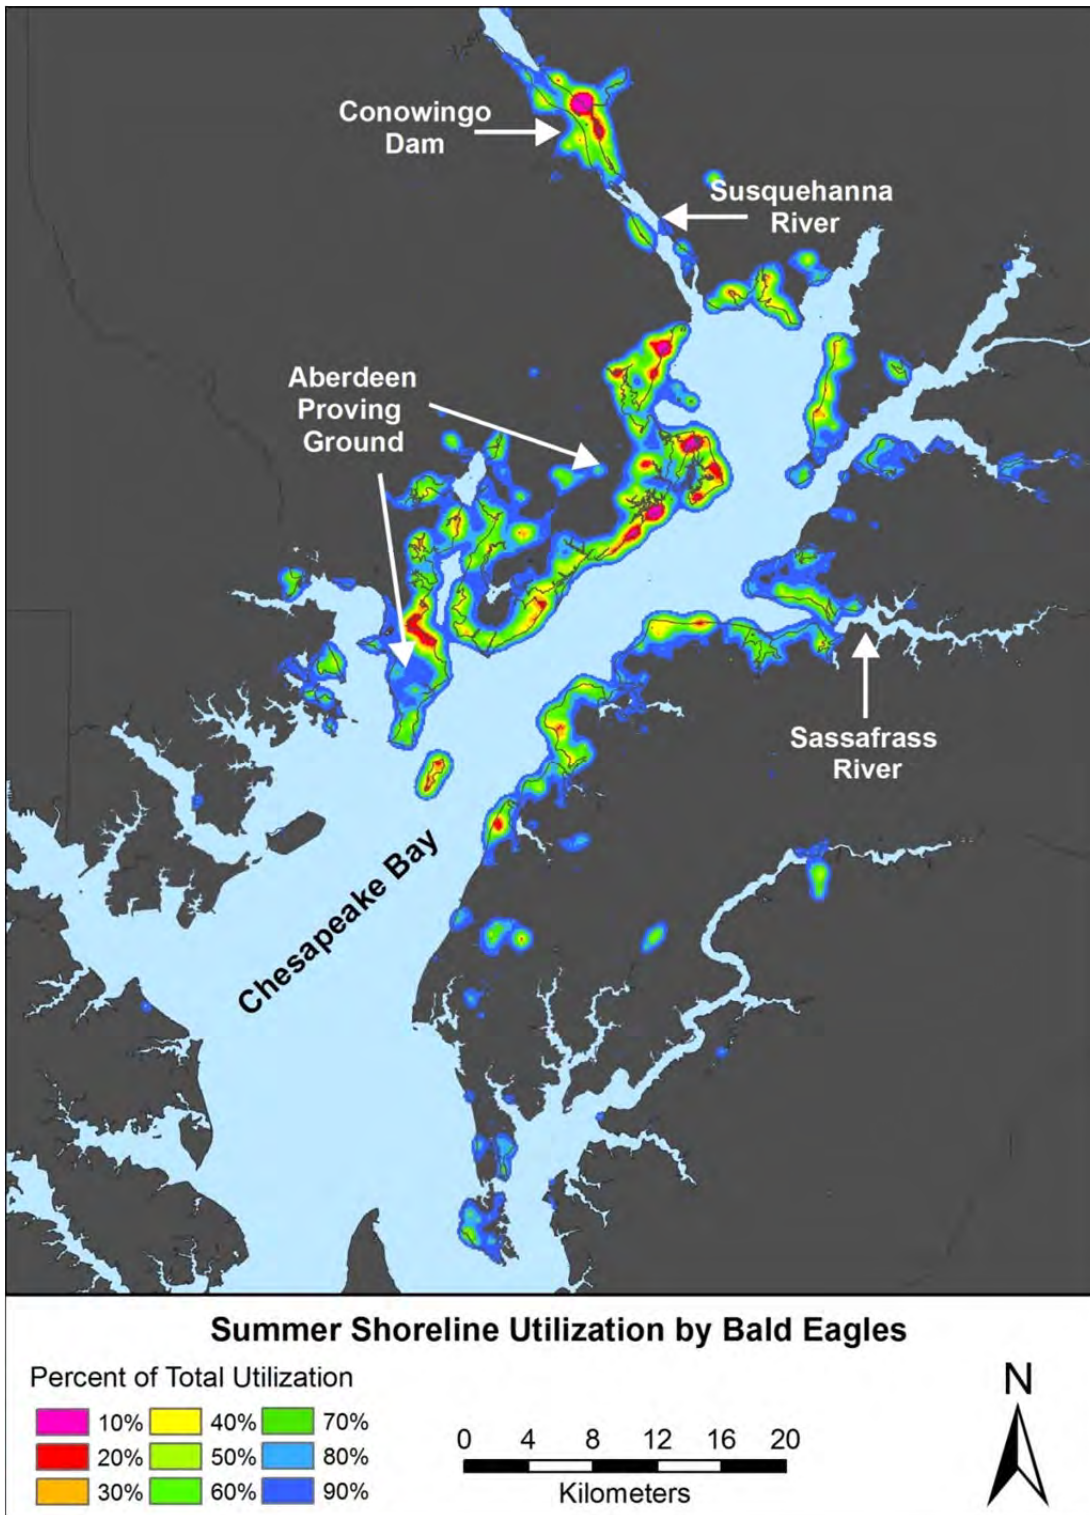 Conowingo
Dam
Susquehanna
River
Aberdeen
Proving
Ground
Sassafrass
River
Chesapeake Bay
Summer Shoreline Utilization by Bald Eagles
Percent of Total Utilization
10% 40% 70%
20% 50% 80%
30% 60% 90%
0 4 8 12 16 20
Kilometers
N